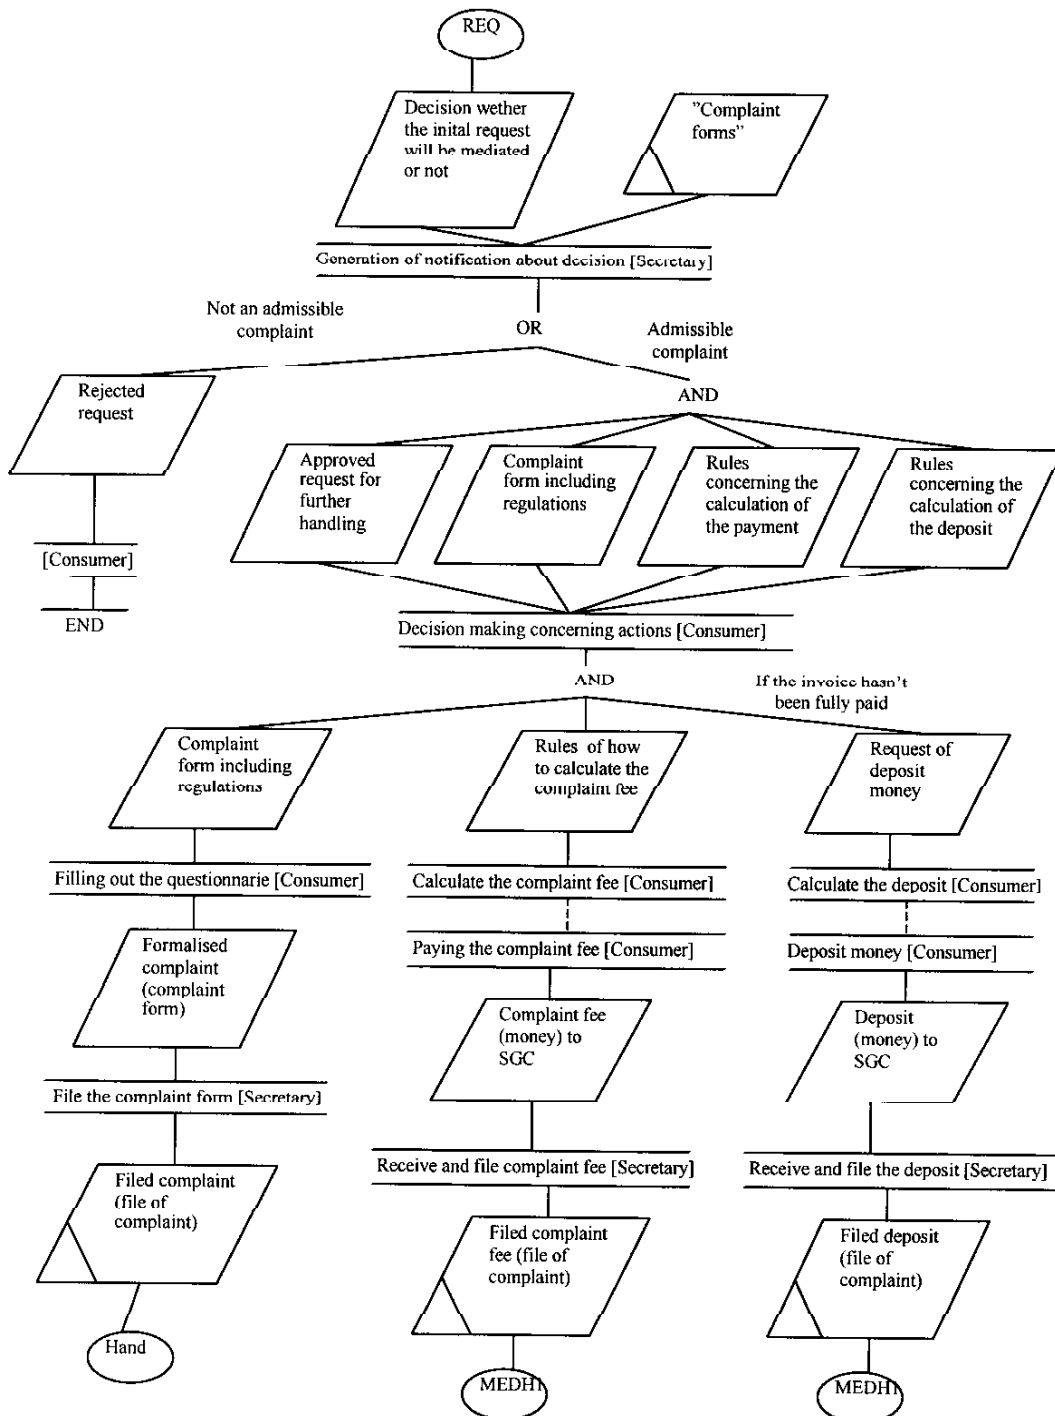 REQ
Decision wether
the inital request
will be mediated
or not
"Complaint
forms"
Generation of notification about decision [Secretary]
Not an admissible
complaint
OR
Admissible
complaint
Rejected
request
AND
Approved
request for
further
handling
Complaint
form including
regulations
Rules
concerning the
calculation of
the payment
Rules
concerning the
calculation of
the deposit
[Consumer]
END
Decision making concerning actions [Consumer]
AND
If the invoice hasn't
been fully paid
Complaint
form including
regulations
Rules of how
to calculate the
complaint fee
Request of
deposit
money
Filling out the questionnarie [Consumer]
Calculate the complaint fee [Consumer]
Calculate the deposit [Consumer]
Formalised
complaint
(complaint
form)
Paying the complaint fee [Consumer]
Deposit money [Consumer]
Complaint fee
(money) to
SGC
Deposit
(money) to
SGC
File the complaint form [Secretary]
Receive and file complaint fee [Secretary]
Receive and file the deposit [Secretary]
Filed complaint
(file of
complaint)
Filed complaint
fee (file of
complaint)
Filed deposit
(file of
complaint)
Hand
MEDH1
MEDH1